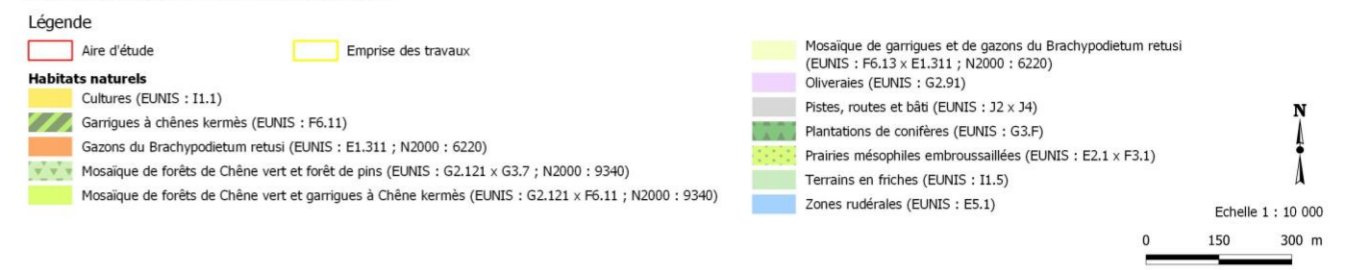 Légende
Aire d'étude
Emprise des travaux
Habitats naturels
Cultures (EUNIS : I1.1)
Garrigues à chênes kermès (EUNIS : F6.11)
Gazons du Brachypodietum retusi (EUNIS : E1.311 ; N2000 : 6220)
Mosaïque de forêts de Chêne vert et forêt de pins (EUNIS : G2.121 x G3.7 ; N2000 : 9340)
Mosaïque de forêts de Chêne vert et garrigues à Chêne kermès (EUNIS : G2.121 x F6.11 ; N2000 : 9340)
Mosaïque de garrigues et de gazons du Brachypodietum retusi
(EUNIS : F6.13 x E1.311 ; N2000 : 6220)
Oliveraies (EUNIS : G2.91)
Pistes, routes et bâti (EUNIS : J2 x J4)
Plantations de conifères (EUNIS : G3.F)
Prairies mésophiles embroussaillées (EUNIS : E2.1 x F3.1)
Terrains en friches (EUNIS : I1.5)
Zones rudérales (EUNIS : E5.1)
N
Echelle 1 : 10 000
0 150 300 m